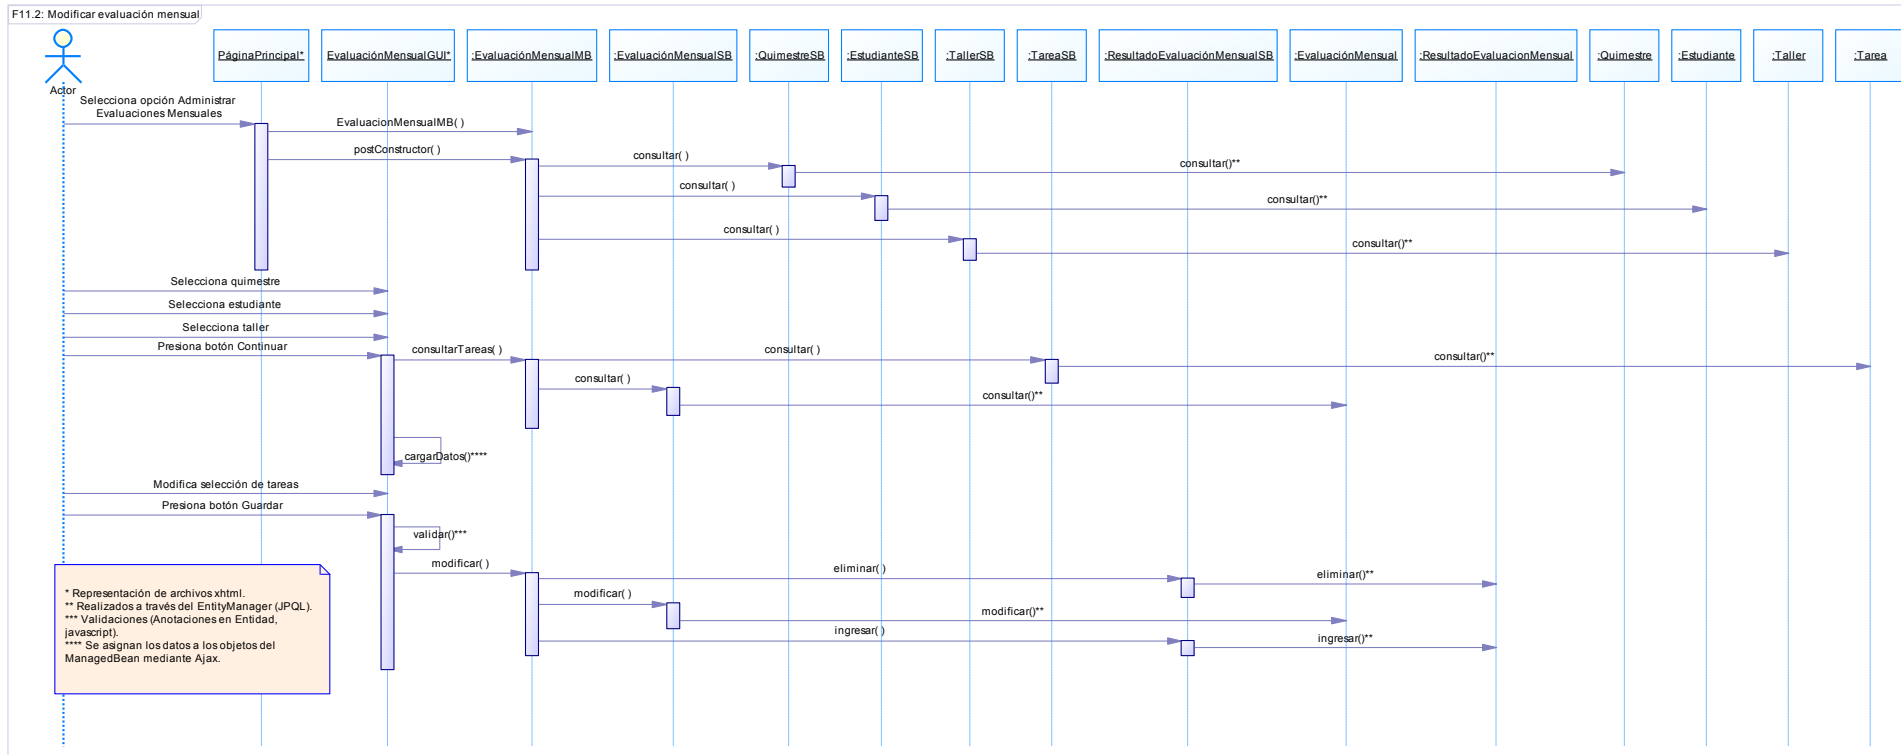 F11.2: Modificar evaluación mensual
Actor
PáginaPrincipal*
EvaluaciónMensualGUI*
:EvaluaciónMensualMB
:EvaluaciónMensualSB
:QuimestreSB
:EstudianteSB
:TallerSB
:TareaSB
:ResultadoEvaluaciónMensualSB
:EvaluaciónMensual
:ResultadoEvaluacionMensual
:Quimestre
:Estudiante
:Taller
:Tarea
Selecciona opción Administrar
Evaluaciones Mensuales
EvaluacionMensualMB( )
postConstructor( )
consultar( )
consultar()**
consultar( )
consultar()**
consultar( )
consultar()**
Selecciona quimestre
Selecciona estudiante
Selecciona taller
Presiona botón Continuar
consultarTareas( )
consultar( )
consultar()**
consultar( )
consultar()**
cargarDatos()****
Modifica selección de tareas
Presiona botón Guardar
validar()***
modificar( )
eliminar( )
eliminar()**
modificar( )
modificar()**
ingresar( )
ingresar()**
* Representación de archivos xhtml.
** Realizados a través del EntityManager (JPQL).
*** Validaciones (Anotaciones en Entidad,
javascript).
**** Se asignan los datos a los objetos del
ManagedBean mediante Ajax.